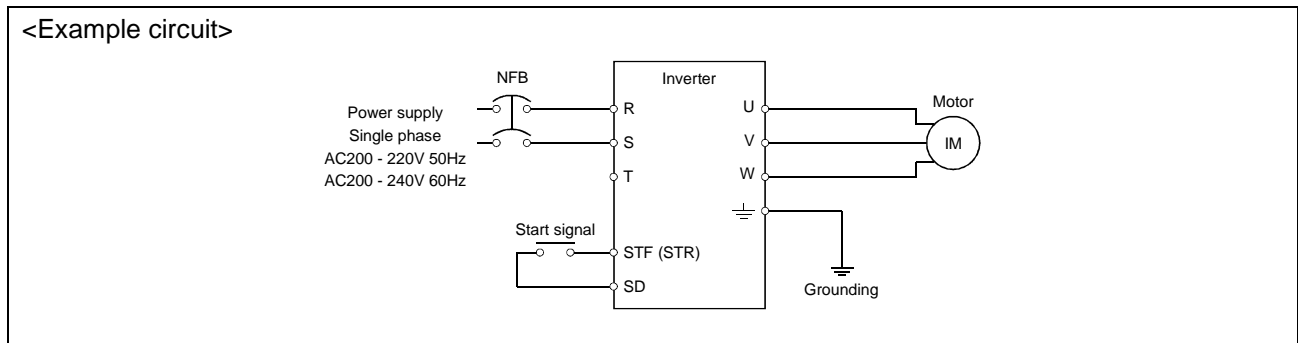 <Example circuit>
NFB
Inverter
Power supply
Single phase
AC200 - 220V 50Hz
AC200 - 240V 60Hz
R
S
T
U
V
W
Motor
IM
Start signal
STF (STR)
SD
Grounding